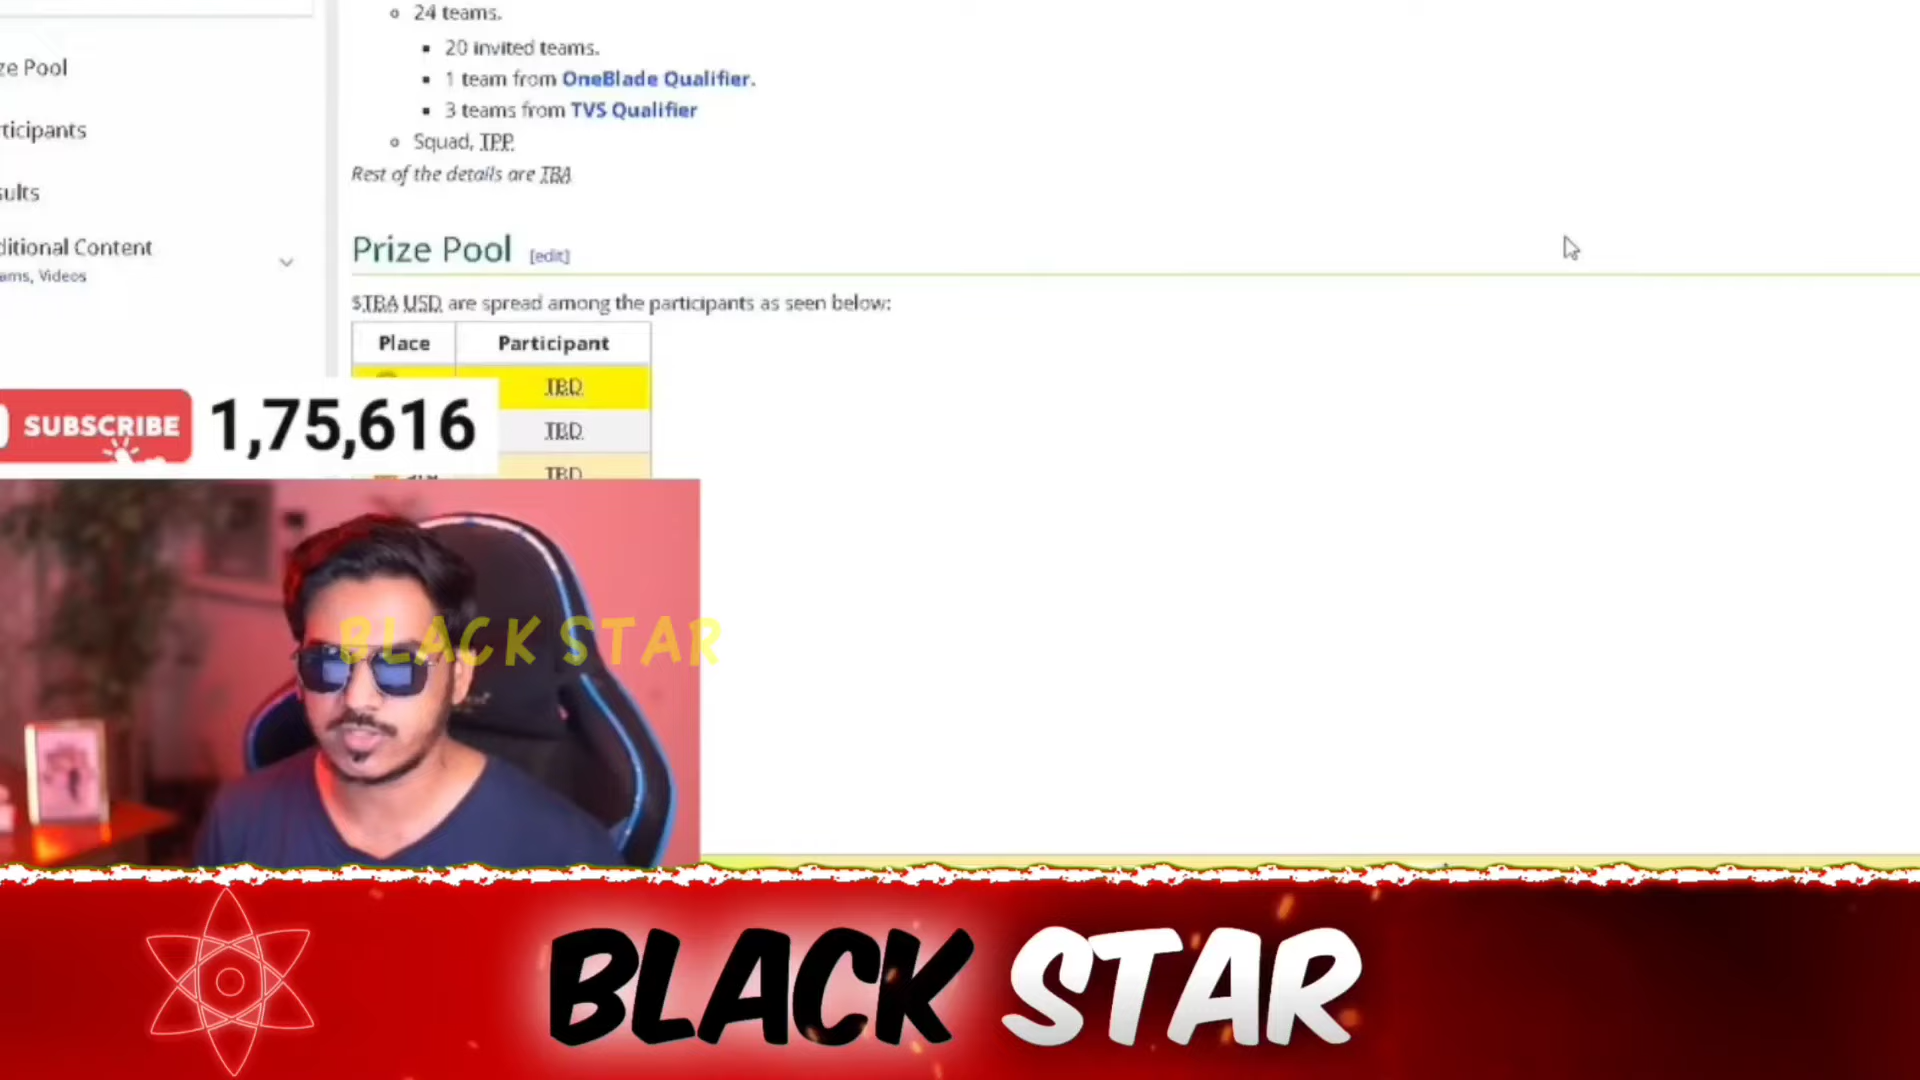 24 teams.
20 invited teams.
ze Pool
1 team from OneBlade Qualifier.
3 teams from TVS Qualifier
ticipants
Squad, TPP
Rest of the details are TBA
sults
ditional Content
ams, Videos
Prize Pool [edit]
$TBA USD are spread among the participants as seen below:
Place Participant
TBD
SUBSCRIBE 1,75,616
TBD
TBD
BLACK STAR
BLACK STAR